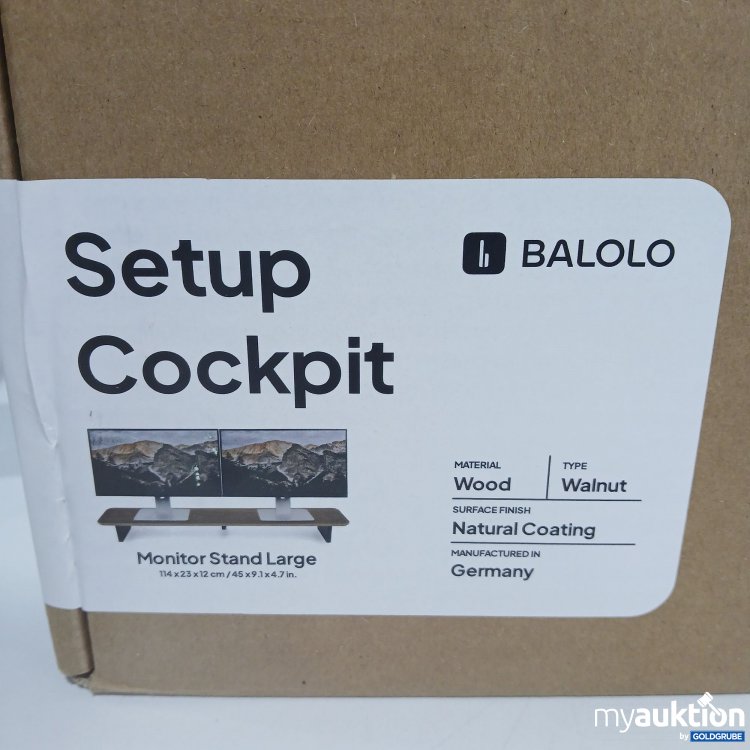 Setup
Cockpit
BALOLO
Monitor Stand Large
114 x 23 x 12 cm / 45 x 9.1 x 4.7 in.
MATERIAL
Wood
TYPE
Walnut
SURFACE FINISH
Natural Coating
MANUFACTURED IN
Germany
myauktion
by GOLDGRUBE